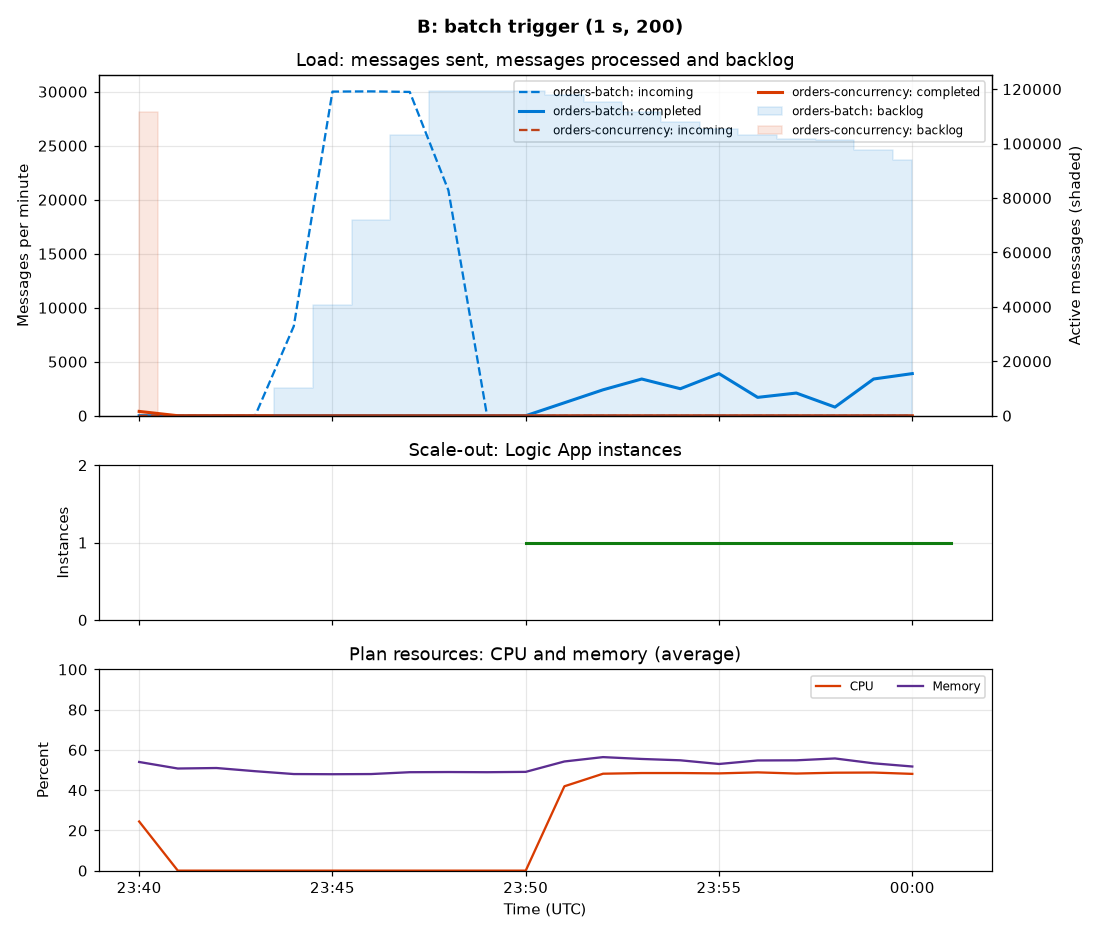 B: batch trigger (1 s, 200)
Load: messages sent, messages processed and backlog
Messages per minute
30000
25000
20000
15000
10000
5000
0
orders-batch: incoming
orders-batch: completed
orders-concurrency: incoming
orders-concurrency: completed
orders-batch: backlog
orders-concurrency: backlog
120000
100000
80000
60000
40000
20000
0
Active messages (shaded)
Scale-out: Logic App instances
Instances
2
1
0
Plan resources: CPU and memory (average)
Percent
100
80
60
40
20
0
CPU
Memory
23:40
23:45
23:50
23:55
00:00
Time (UTC)